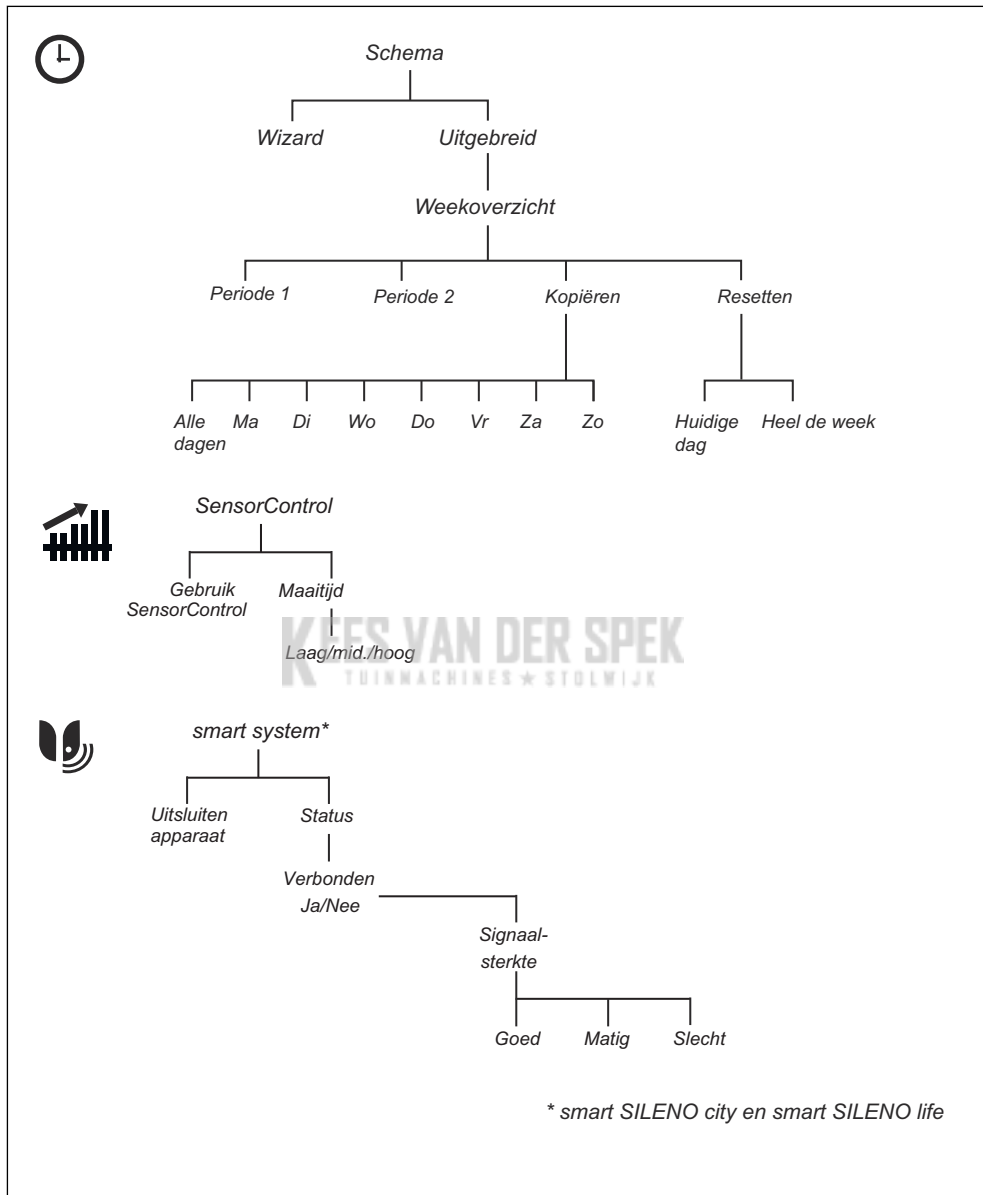 Schema
Wizard Uitgebreid
Weekoverzicht
Periode 1 Periode 2 Kopiëren Resetten
Alle dagen Ma Di Wo Do Vr Za Zo Huidige dag Heel de week
SensorControl
Gebruik SensorControl Maaitijd
Laag/mid./hoog
KEES VAN DER SPEK
TUINMACHINES ★ STOLWIJK
smart system*
Uitsluiten apparaat Status
Verbonden
Ja/Nee
Signaal-
sterkte
Goed Matig Slecht
* smart SILENO city en smart SILENO life